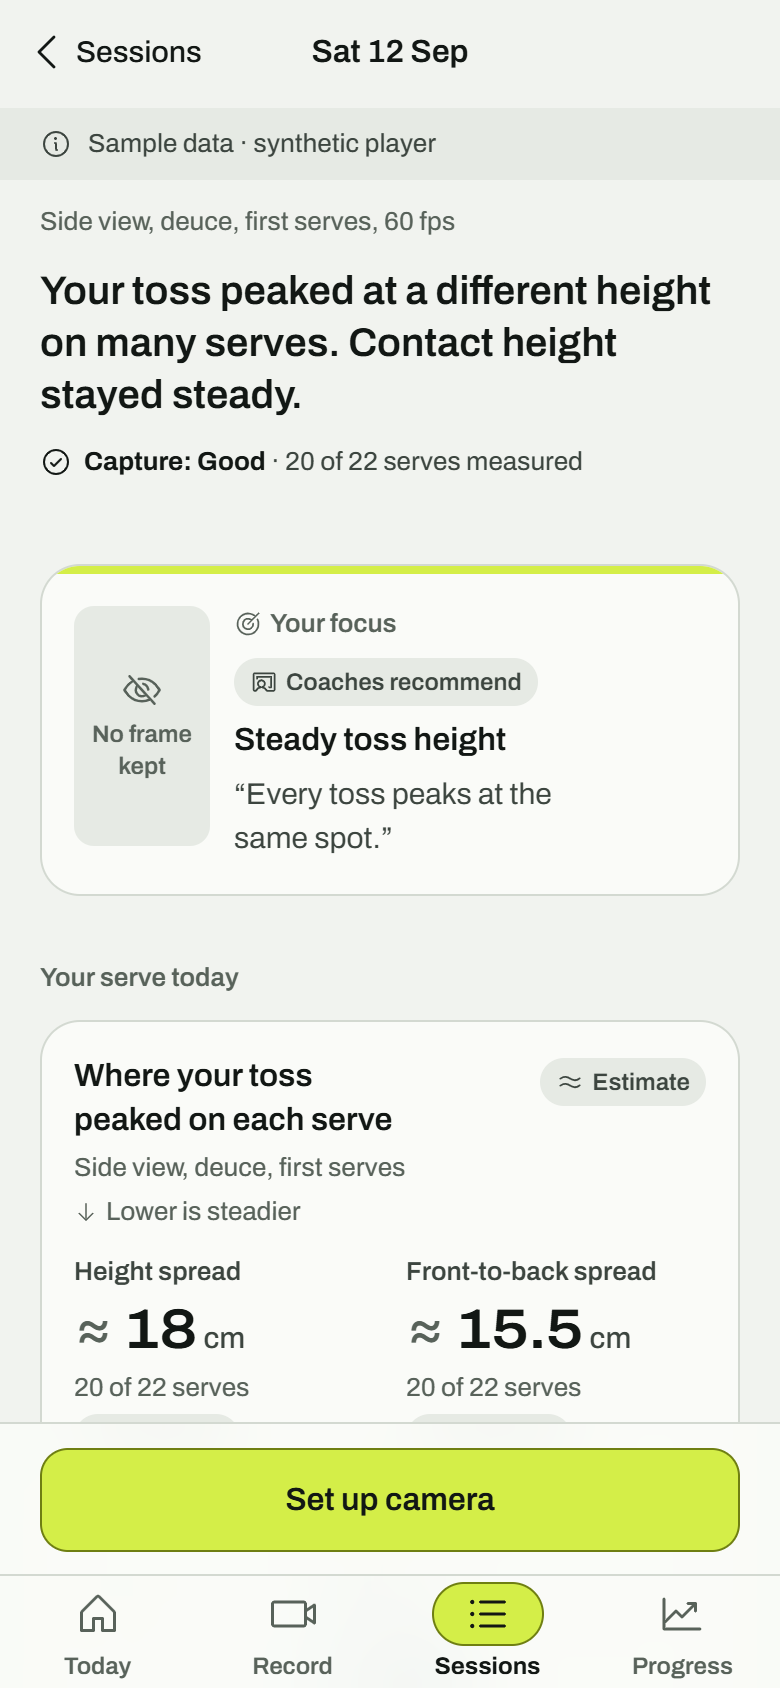 Sessions
Sat 12 Sep
Sample data · synthetic player
Side view, deuce, first serves, 60 fps
Your toss peaked at a different height
on many serves. Contact height
stayed steady.
Capture: Good · 20 of 22 serves measured
No frame
kept
Your focus
Coaches recommend
Steady toss height
“Every toss peaks at the
same spot.”
Your serve today
Where your toss
peaked on each serve
Estimate
Side view, deuce, first serves
↓ Lower is steadier
Height spread
≈ 18 cm
20 of 22 serves
Front-to-back spread
≈ 15.5 cm
20 of 22 serves
Set up camera
Today
Record
Sessions
Progress